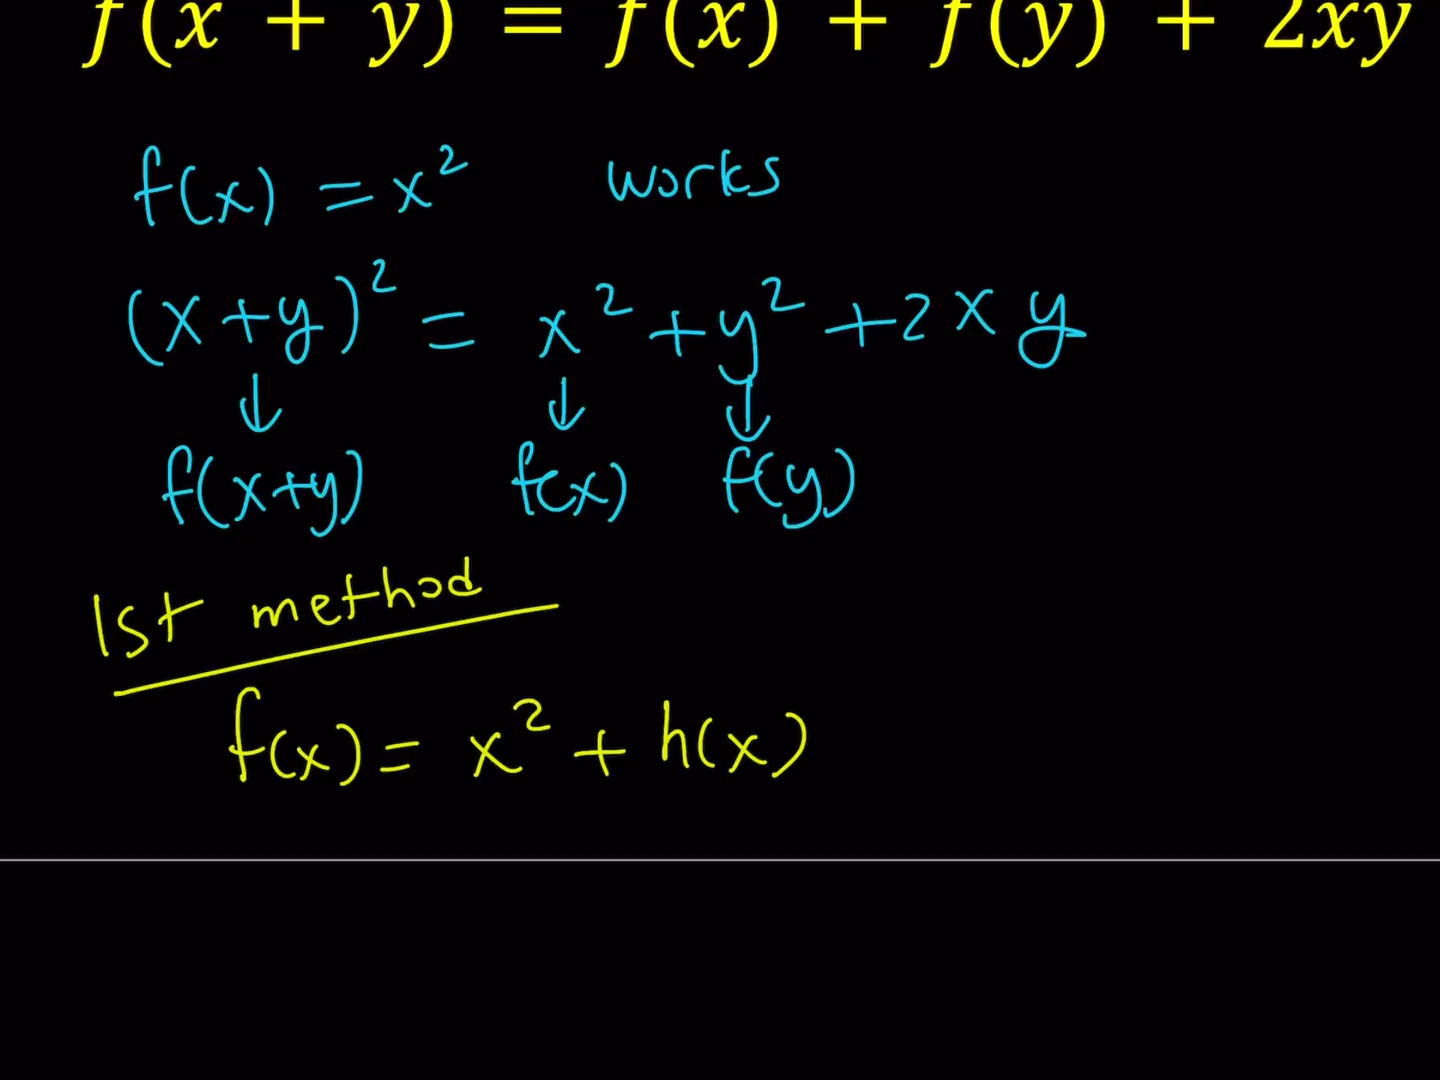 f(x + y) = f(x) + f(y) + 2xy
f(x) = x² works
(x+y)² = x² + y² + 2xy
↓ ↓ ↓
f(x+y) f(x) f(y)
1st method
f(x) = x² + h(x)